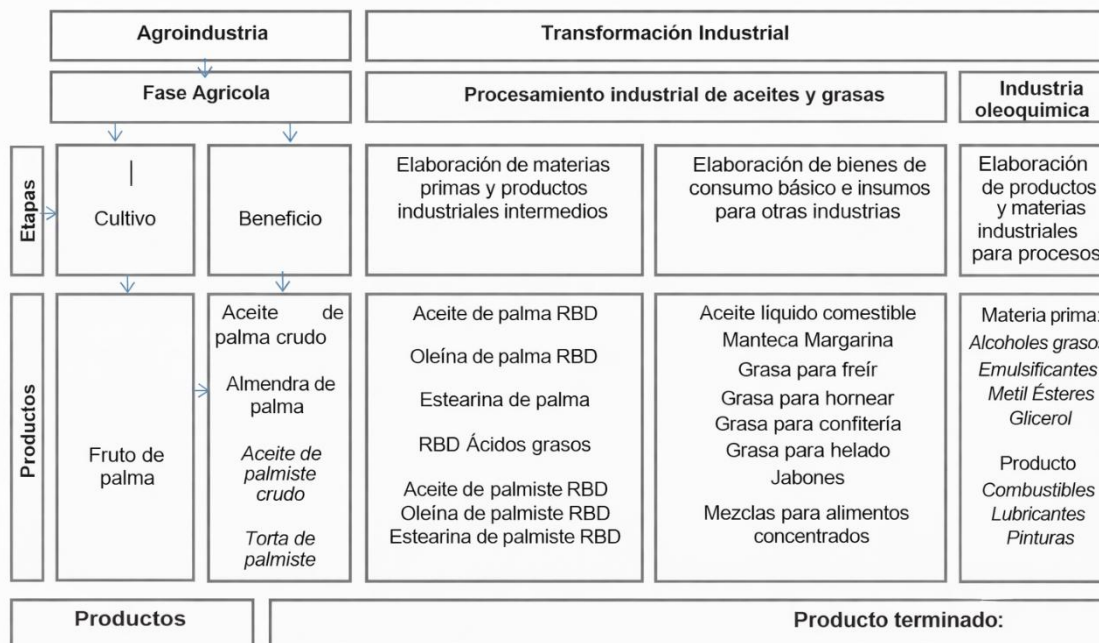 Agroindustria
Transformación Industrial
Fase Agricola
Procesamiento industrial de aceites y grasas
Industria
oleoquimica
Etapas
Cultivo
Beneficio
Elaboración de materias
primas y productos
industriales intermedios
Elaboración de bienes de
consumo básico e insumos
para otras industrias
Elaboración
de productos
y materias
industriales
para procesos
Productos
Fruto de
palma
Aceite de
palma crudo
Almendra de
palma
Aceite de
palmiste
crudo
Torta de
palmiste
Aceite de palma RBD
Oleína de palma RBD
Estearina de palma
RBD Ácidos grasos
Aceite de palmiste RBD
Oleína de palmiste RBD
Estearina de palmiste RBD
Aceite líquido comestible
Manteca Margarina
Grasa para freír
Grasa para hornear
Grasa para confitería
Grasa para helado
Jabones
Mezclas para alimentos
concentrados
Materia prima:
Alcoholes grasos
Emulsificantes
Metil Ésteres
Glicerol
Producto
Combustibles
Lubricantes
Pinturas
Productos
Producto terminado: